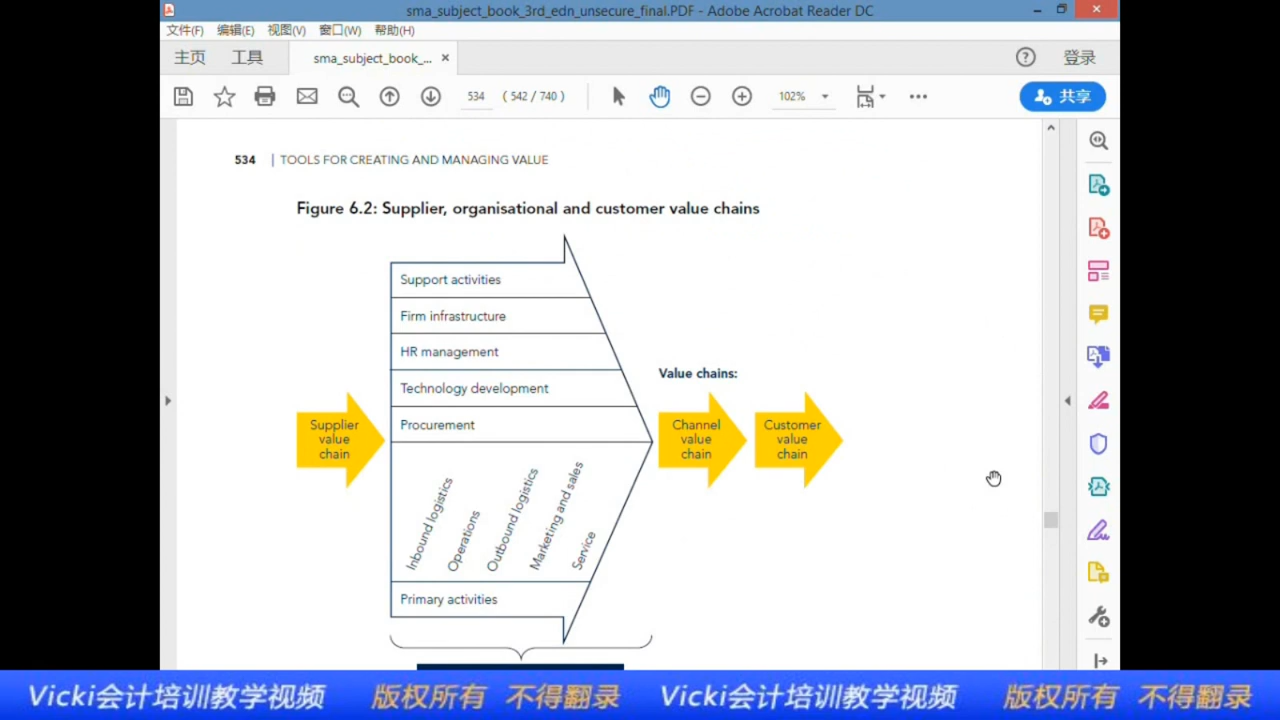 sma_subject_book_3rd_edn_unsecure_final.PDF - Adobe Acrobat Reader DC
文件(F) 编辑(E) 视图(V) 窗口(W) 帮助(H)
主页 工具 sma_subject_book_... × 登录
534 ( 542 / 740 ) 102% 共享
534 | TOOLS FOR CREATING AND MANAGING VALUE
Figure 6.2: Supplier, organisational and customer value chains
Support activities
Firm infrastructure
HR management
Technology development
Procurement
Supplier
value
chain
Value chains:
Channel
value
chain
Customer
value
chain
Inbound logistics
Operations
Outbound logistics
Marketing and sales
Service
Primary activities
Vicki会计培训教学视频 版权所有 不得翻录 Vicki会计培训教学视频 版权所有 不得翻录